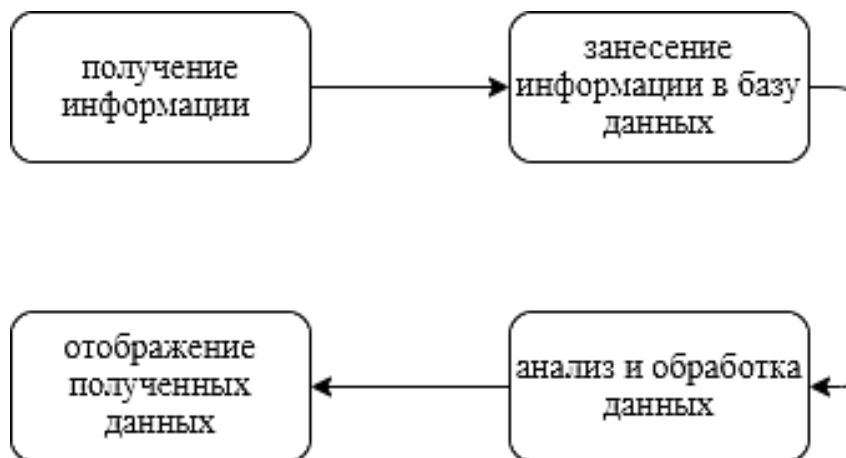 получение
информации
занесение
информации в базу
данных
отображение
полученных
данных
анализ и обработка
данных